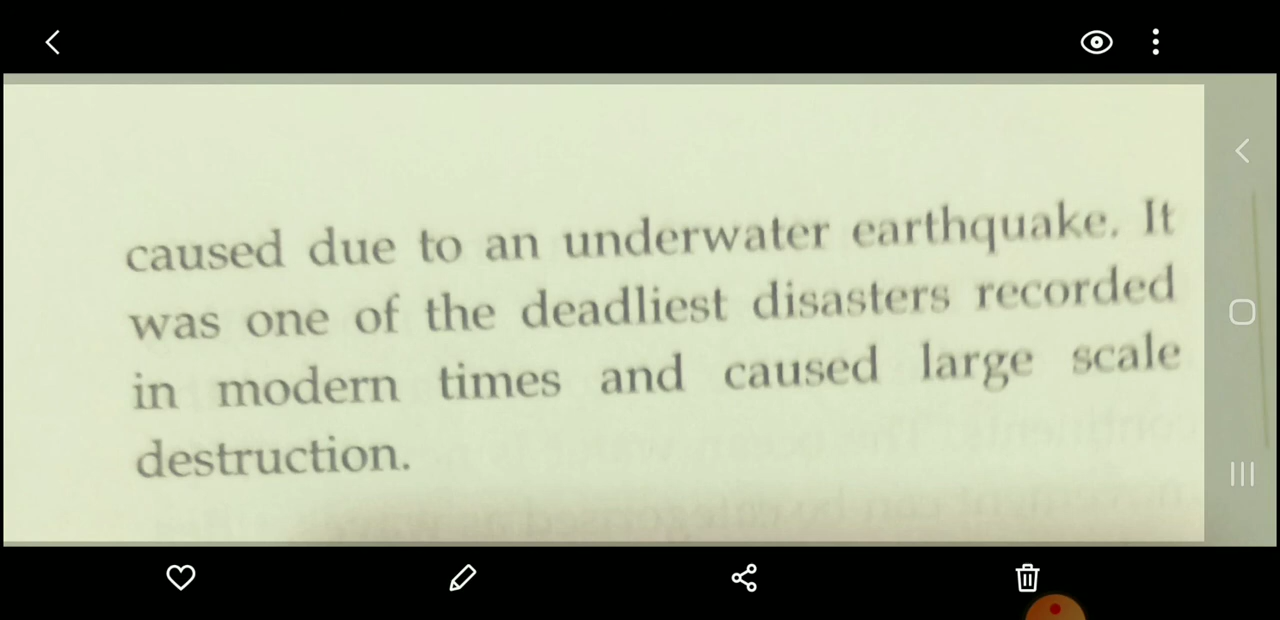 caused due to an underwater earthquake. It
was one of the deadliest disasters recorded
in modern times and caused large scale
destruction.